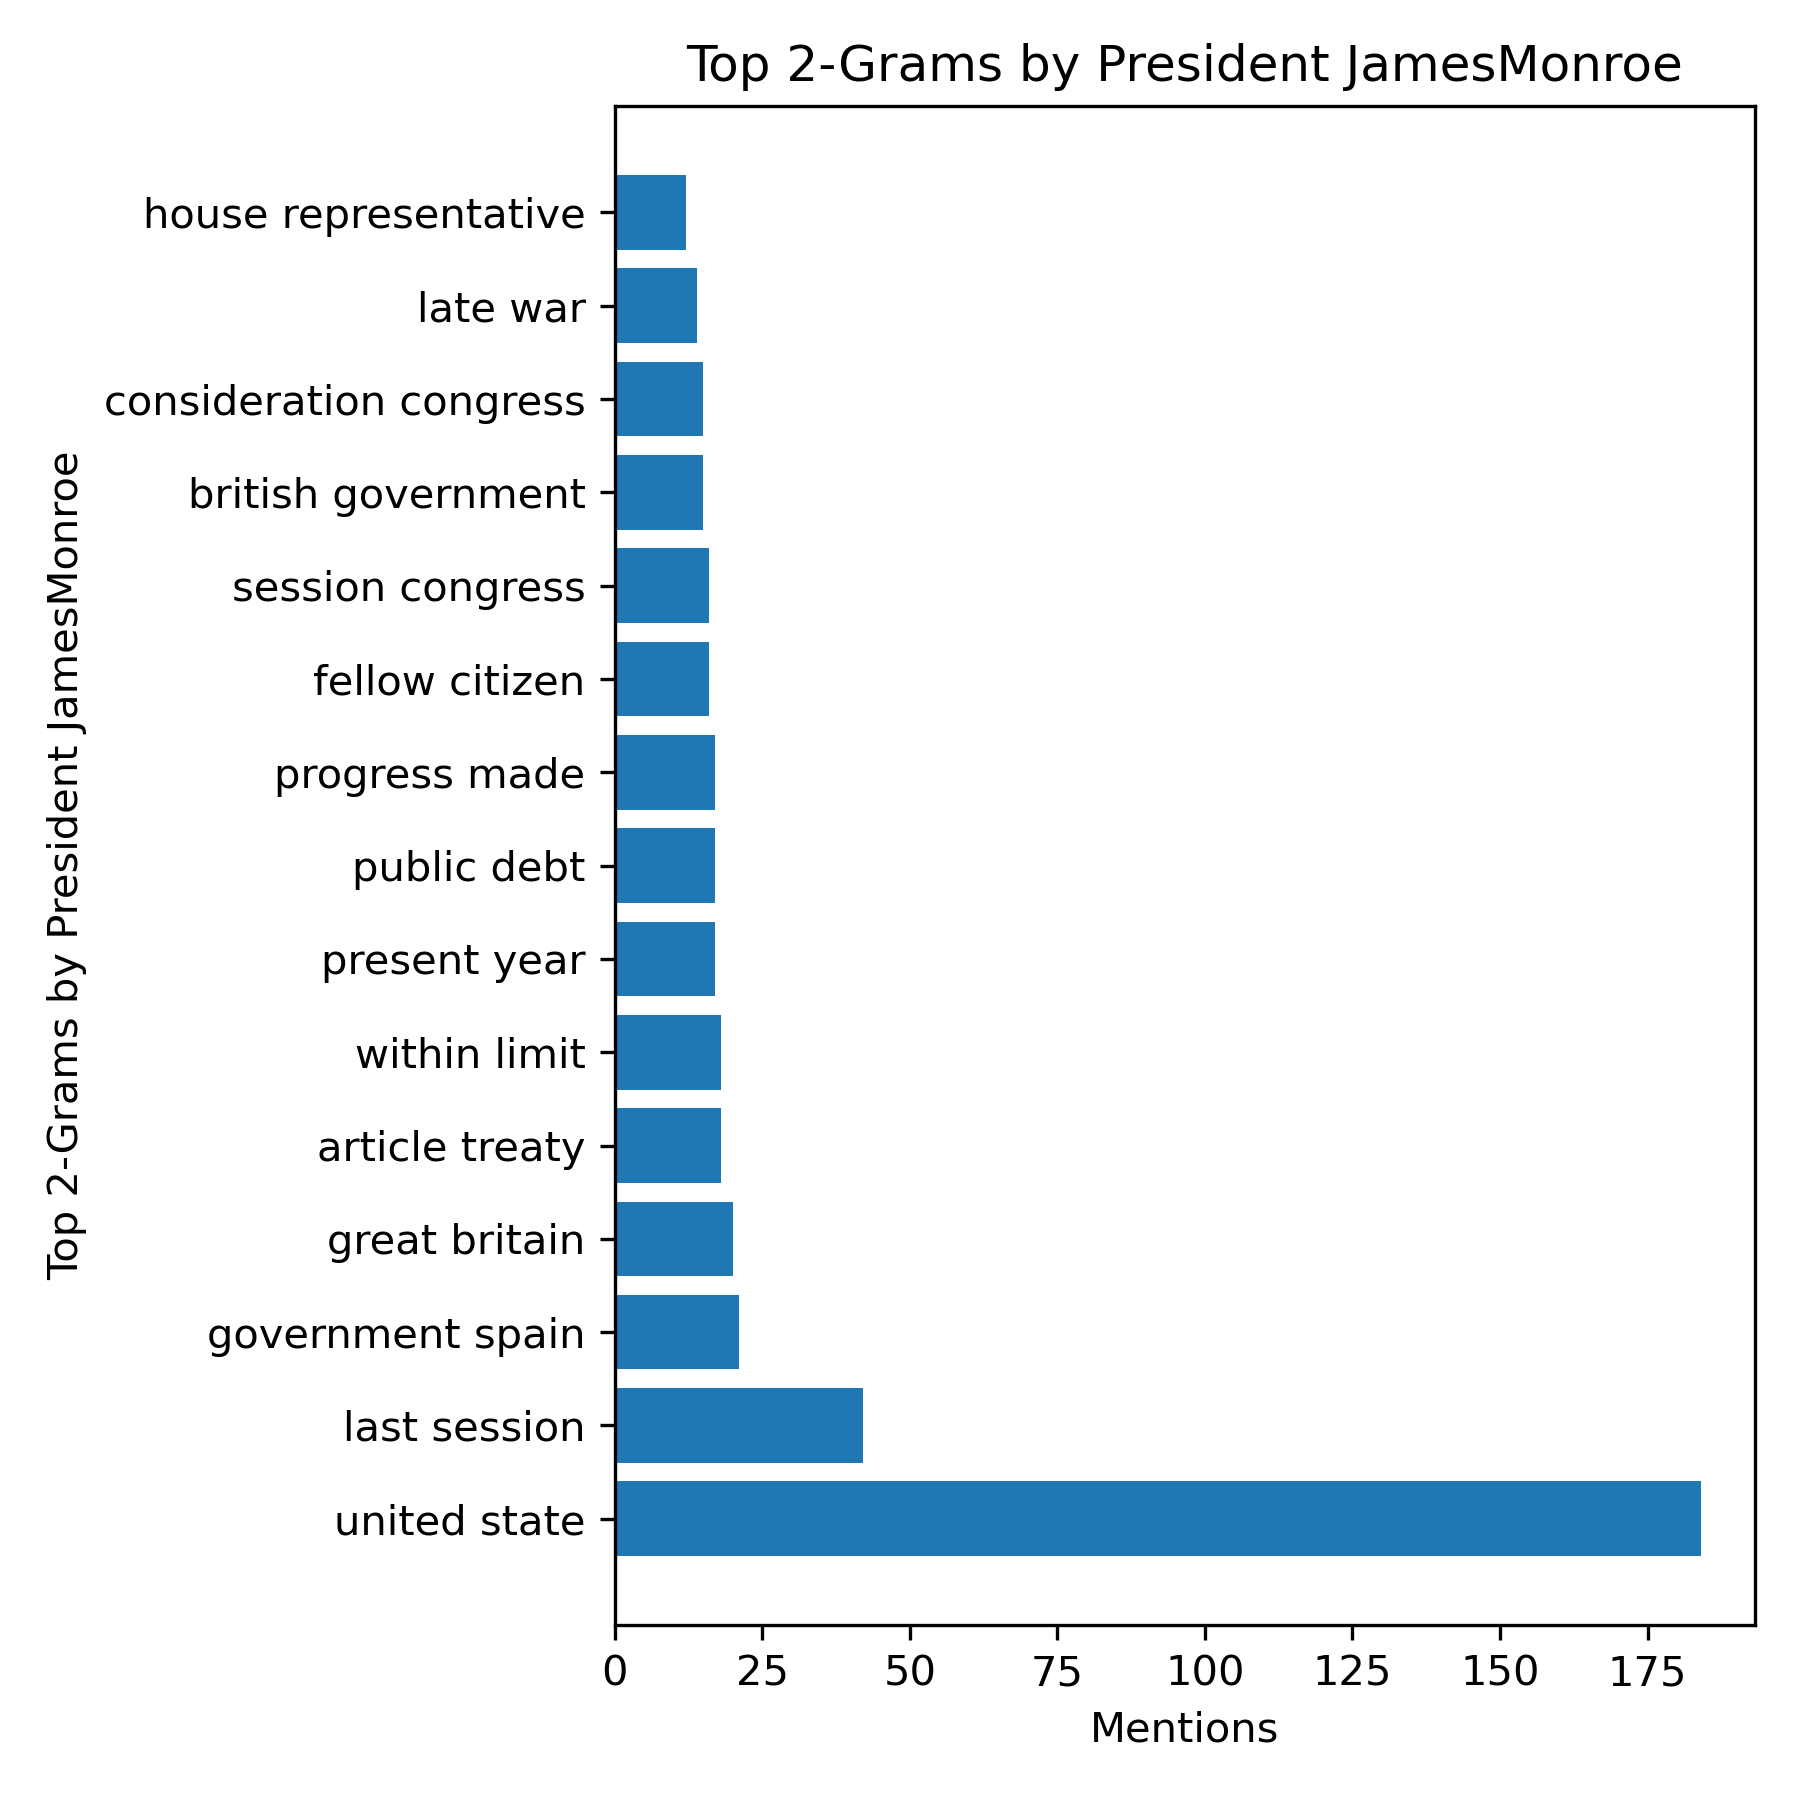 Top 2-Grams by President JamesMonroe
Top 2-Grams by President JamesMonroe
house representative
late war
consideration congress
british government
session congress
fellow citizen
progress made
public debt
present year
within limit
article treaty
great britain
government spain
last session
united state
0 25 50 75 100 125 150 175
Mentions